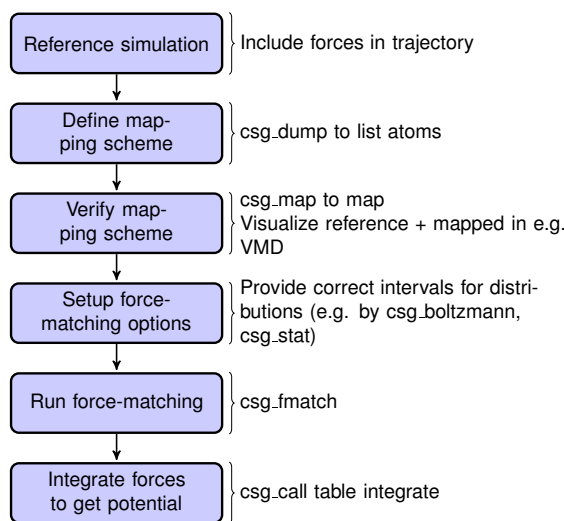 Reference simulation
Include forces in trajectory
Define map-
ping scheme
csg_dump to list atoms
Verify map-
ping scheme
csg_map to map
Visualize reference + mapped in e.g.
VMD
Setup force-
matching options
Provide correct intervals for distri-
butions (e.g. by csg_boltzmann,
csg_stat)
Run force-matching
csg_fmatch
Integrate forces
to get potential
csg_call table integrate